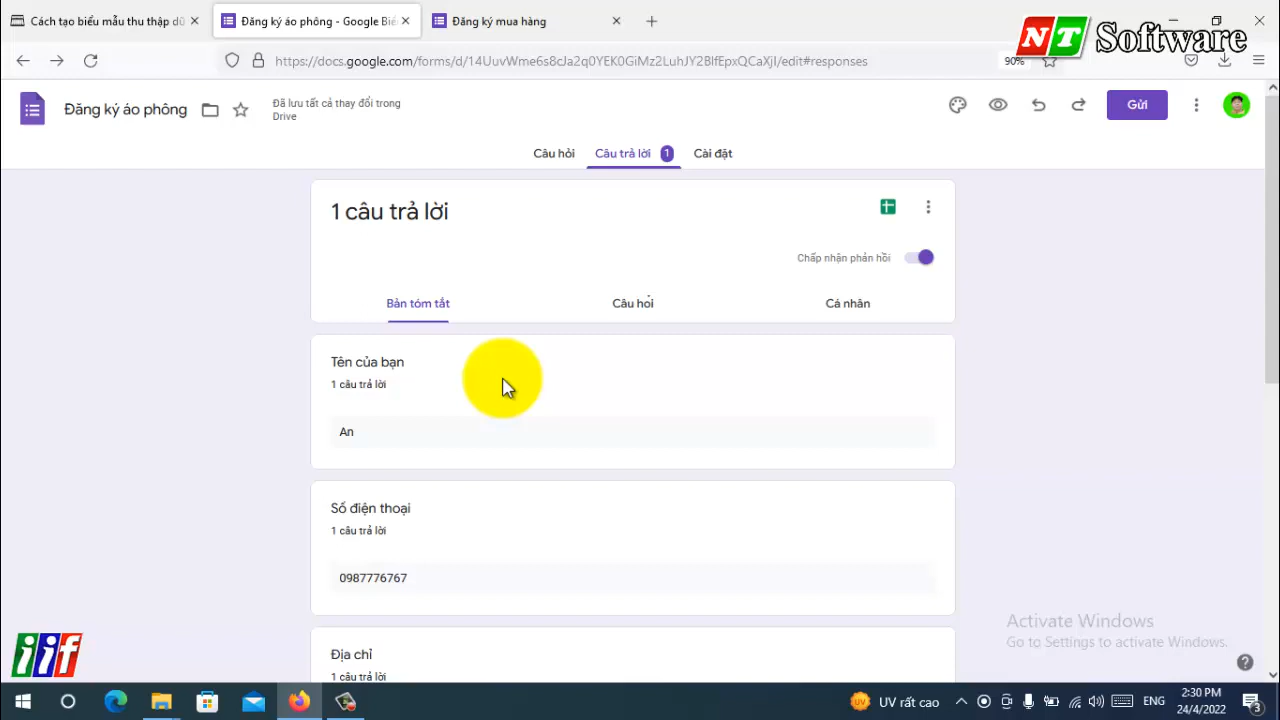 Cách tạo biểu mẫu thu thập dữ
Đăng ký áo phông - Google Biể
Đăng ký mua hàng
NT Software
https://docs.google.com/forms/d/14UuvWme6s8EJa2q0YEK0GiMz2LuhJY2BlfEpxQCaXjI/edit#responses
90%
Đăng ký áo phông
Đã lưu tất cả thay đổi trong
Drive
Gửi
Câu hỏi
Câu trả lời 1
Cài đặt
1 câu trả lời
Chấp nhận phản hồi
Bản tóm tắt
Câu hỏi
Cá nhân
Tên của bạn
1 câu trả lời
An
Số điện thoại
1 câu trả lời
0987776767
Địa chỉ
1 câu trả lời
Activate Windows
Go to Settings to activate Windows.
iif
UV rất cao
ENG
2:30 PM
24/4/2022
3